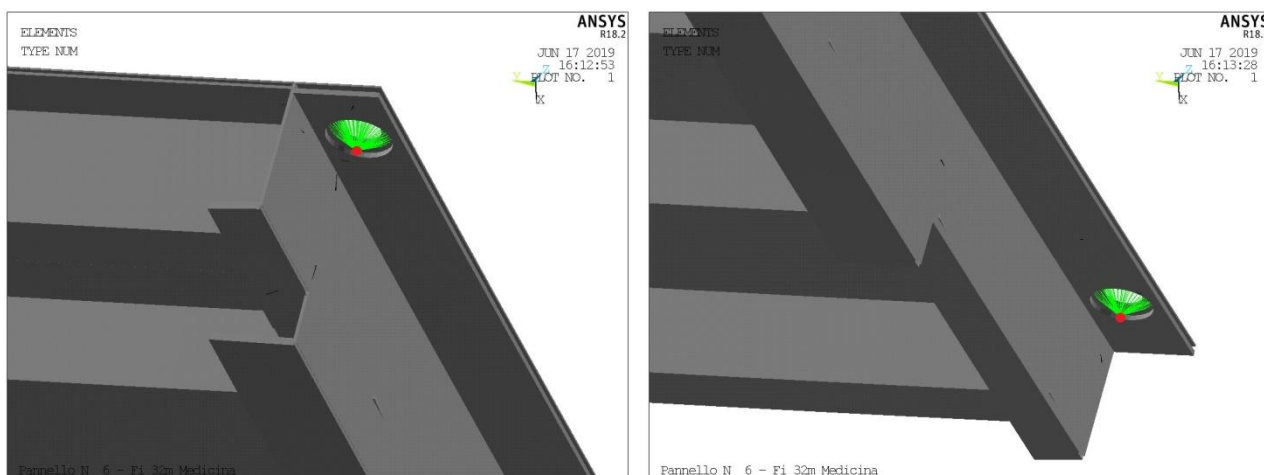 ELEMENTS
TYPE NUM
ANSYS
R18.2
JUN 17 2019
16:12:53
PLOT NO. 1
Y Z
X
Pannello N 6 - Fi 32m Medicina
ELEMENTS
TYPE NUM
ANSYS
R18.
JUN 17 2019
16:13:28
PLOT NO. 1
Y Z
X
Pannello N 6 - Fi 32m Medicina